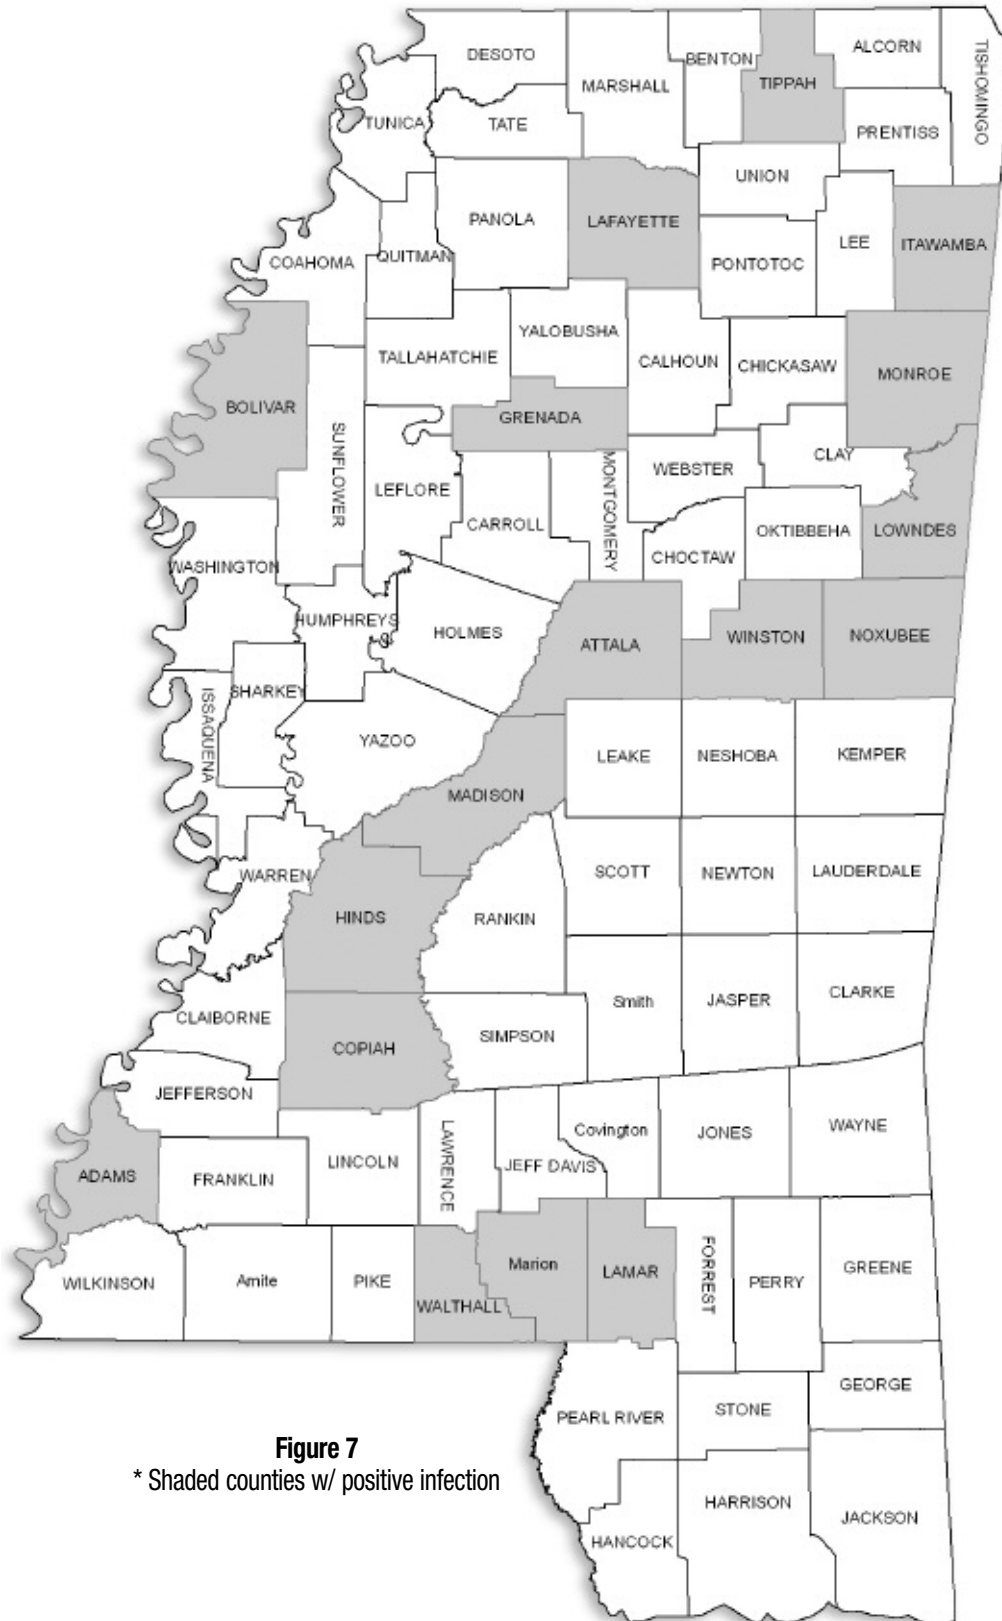 DESOTO
MARSHALL
BENTON
TIPPAH
ALCORN
TISHOMINGO
TUNICA
TATE
PRENTISS
UNION
PANOLA
LAFAYETTE
COAHOMA
QUITMAN
PONTOTOC
LEE
ITAWAMBA
TALLAHATCHIE
YALOBUSHA
CALHOUN
CHICKASAW
MONROE
BOLIVAR
SUNFLOWER
GRENADA
LEFLORE
CARROLL
MONTGOMERY
WEBSTER
CLAY
CHOCTAW
OKTIBBEHA
LOWNDES
WASHINGTON
HUMPHREYS
HOLMES
ATTALA
WINSTON
NOXUBEE
ISSAQUENA
SHARKEY
YAZOO
MADISON
LEAKE
NESHOBA
KEMPER
WARREN
HINDS
RANKIN
SCOTT
NEWTON
LAUDERDALE
CLAIBORNE
COPIAH
SIMPSON
Smith
JASPER
CLARKE
JEFFERSON
ADAMS
FRANKLIN
LINCOLN
LAWRENCE
JEFF DAVIS
Covington
JONES
WAYNE
WILKINSON
Amite
PIKE
WALTHALL
Marion
LAMAR
FORREST
PERRY
GREENE
PEARL RIVER
STONE
GEORGE
HANCOCK
HARRISON
JACKSON
Figure 7
* Shaded counties w/ positive infection